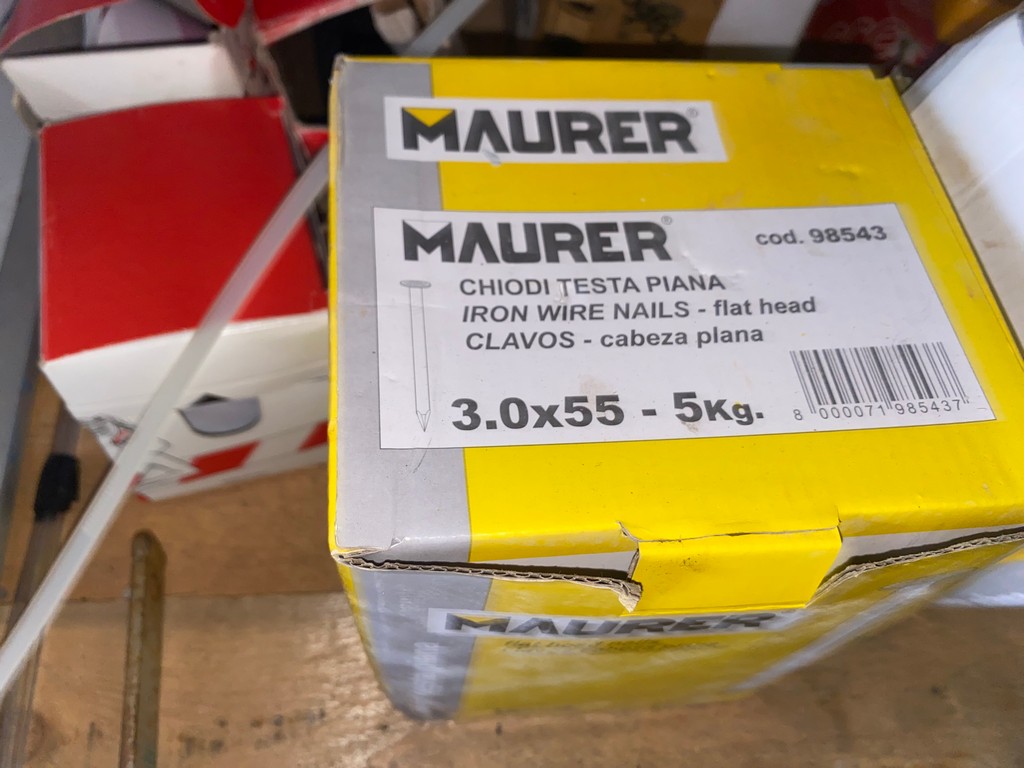 MAURER®
MAURER®
cod. 98543
CHIODI TESTA PIANA
IRON WIRE NAILS - flat head
CLAVOS - cabeza plana
3.0x55 - 5Kg.
8 000071 985437
MAURER